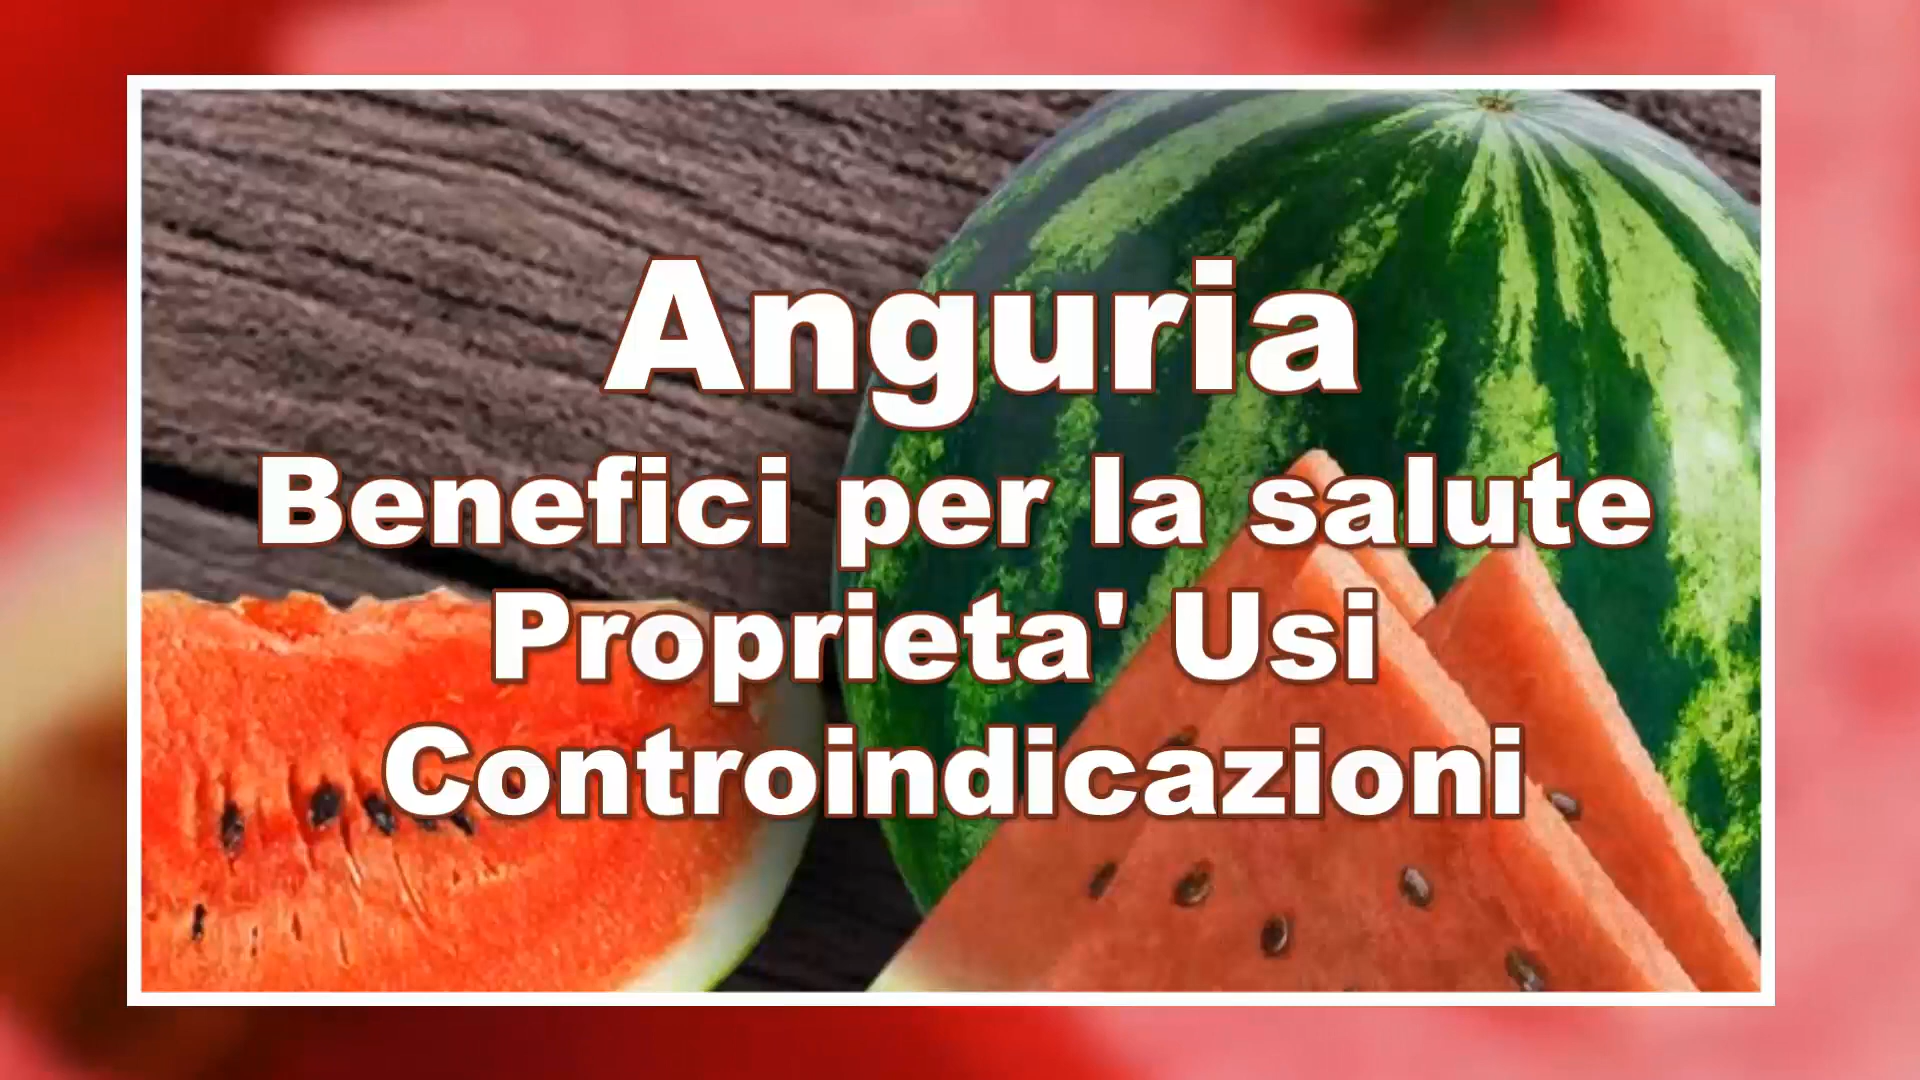 Anguria
Benefici per la salute
Proprieta' Usi
Controindicazioni